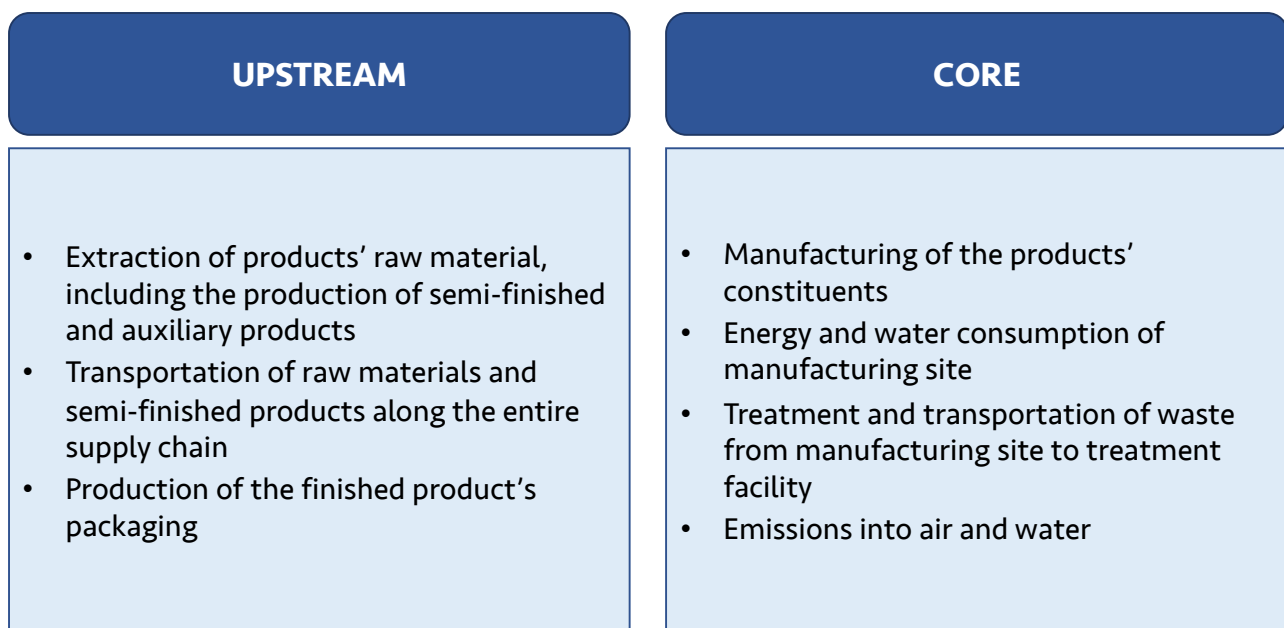 UPSTREAM
• Extraction of products’ raw material,
including the production of semi-finished
and auxiliary products
• Transportation of raw materials and
semi-finished products along the entire
supply chain
• Production of the finished product’s
packaging
CORE
• Manufacturing of the products’
constituents
• Energy and water consumption of
manufacturing site
• Treatment and transportation of waste
from manufacturing site to treatment
facility
• Emissions into air and water